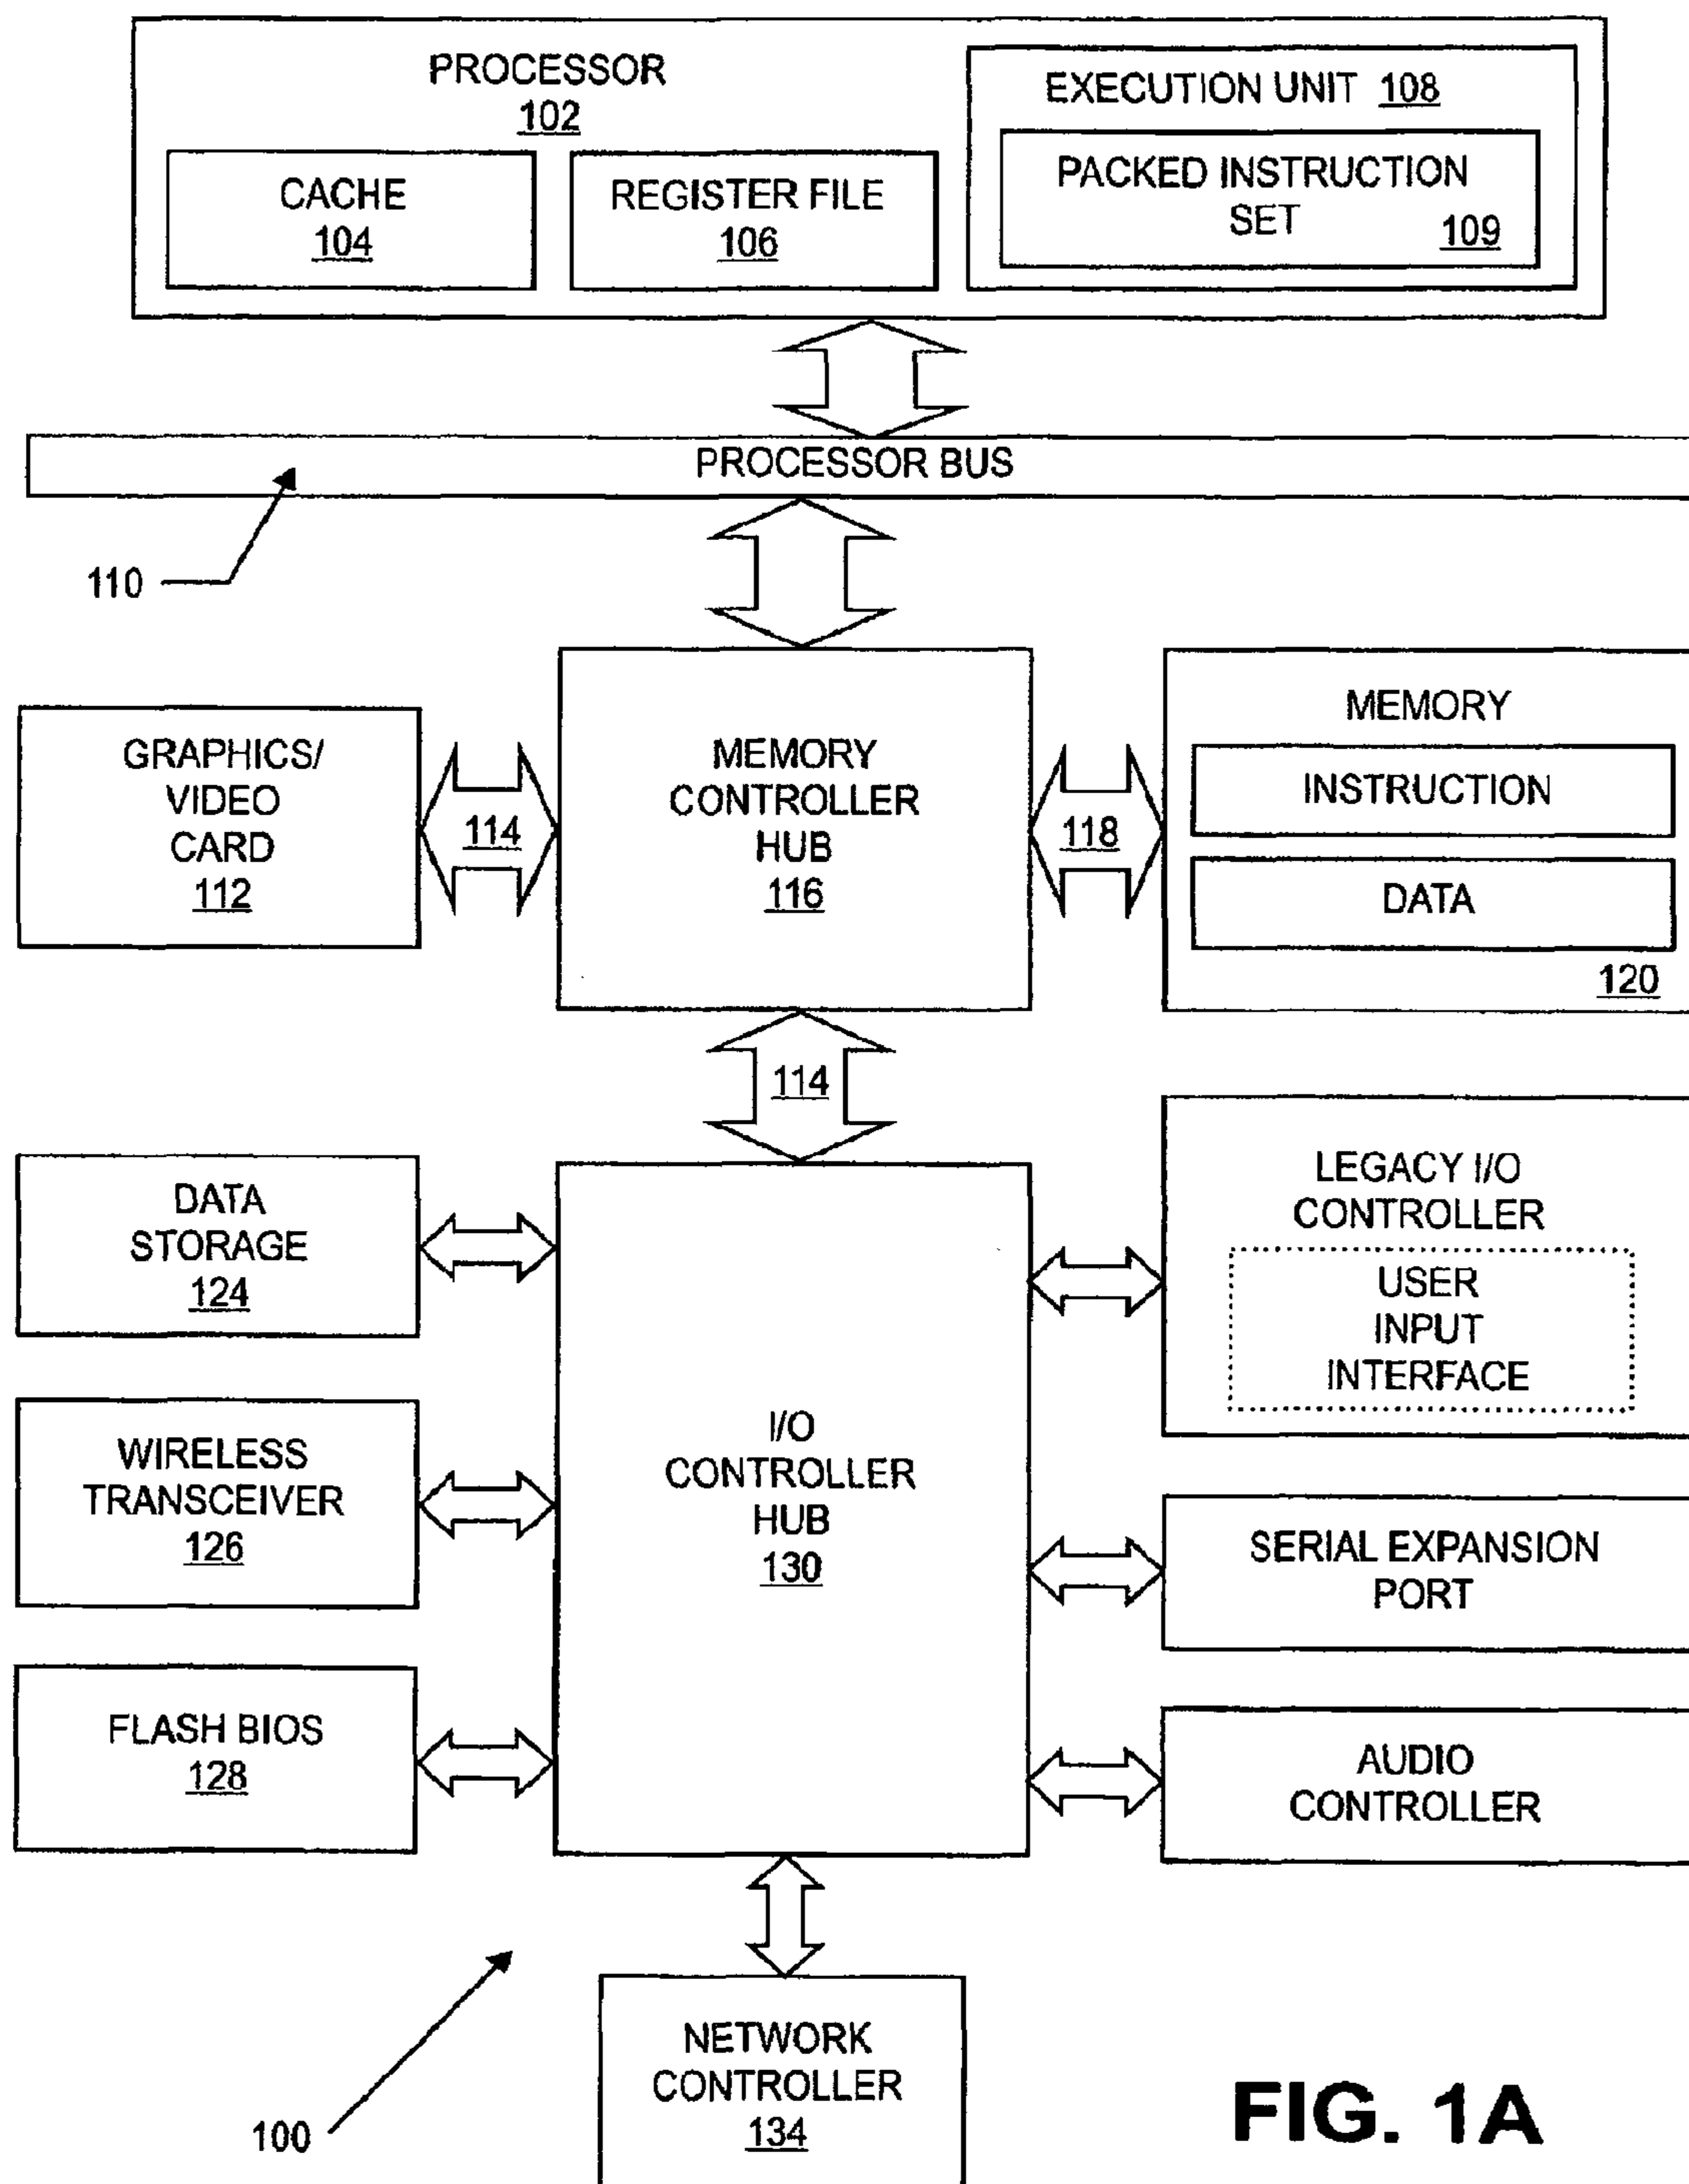 PROCESSOR
102
CACHE
104
REGISTER FILE
106
EXECUTION UNIT 108
PACKED INSTRUCTION
SET
109
PROCESSOR BUS
110
GRAPHICS/
VIDEO
CARD
112
114
MEMORY
CONTROLLER
HUB
116
118
MEMORY
INSTRUCTION
DATA
120
114
DATA
STORAGE
124
WIRELESS
TRANSCEIVER
126
FLASH BIOS
128
I/O
CONTROLLER
HUB
130
LEGACY I/O
CONTROLLER
USER
INPUT
INTERFACE
SERIAL EXPANSION
PORT
AUDIO
CONTROLLER
NETWORK
CONTROLLER
134
100
FIG. 1A